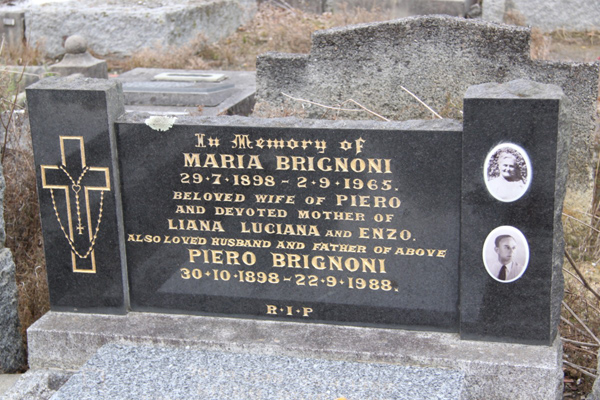 In Memory of
MARIA BRIGNONI
29·7·1898 - 2·9·1965.
BELOVED WIFE OF PIERO
AND DEVOTED MOTHER OF
LIANA LUCIANA AND ENZO.
ALSO LOVED HUSBAND AND FATHER OF ABOVE
PIERO BRIGNONI
30·10·1898-22·9·1988.
R·I·P